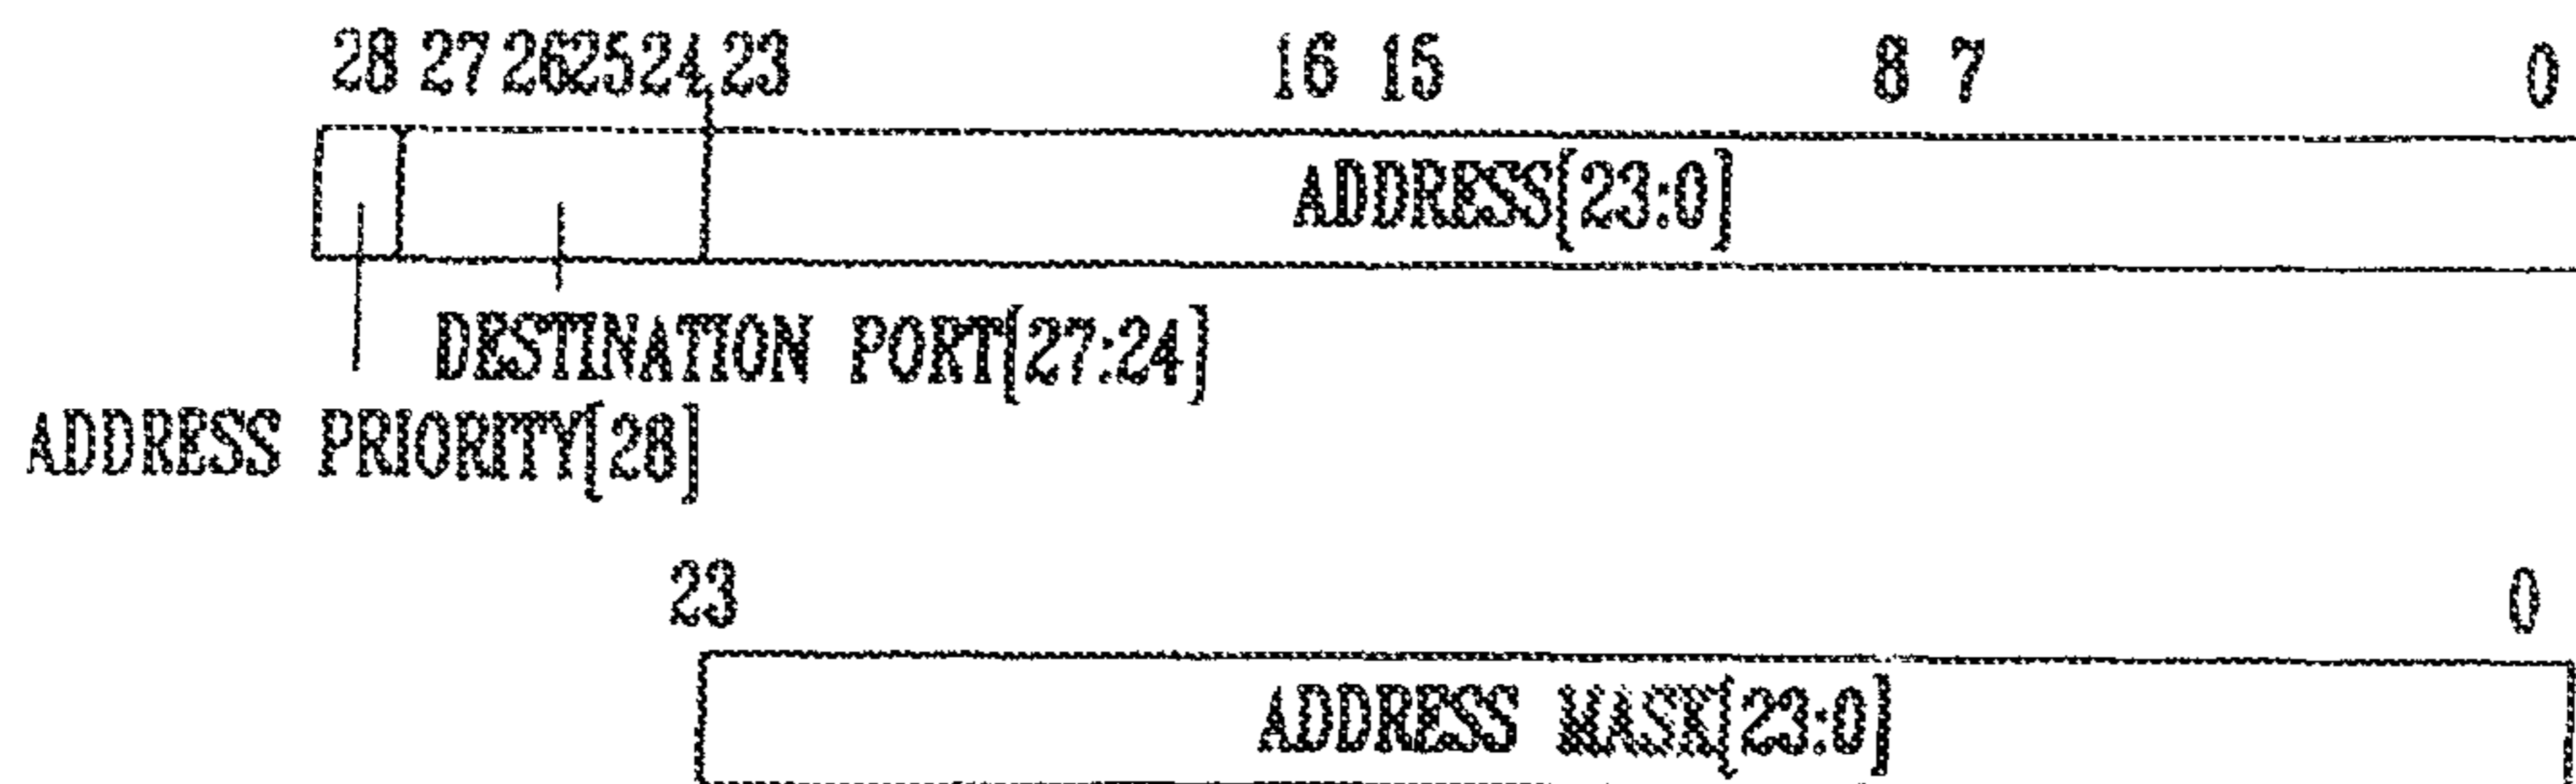 28 27 26 25 24 23 16 15 8 7 0
ADDRESS[23:0]
DESTINATION PORT[27:24]
ADDRESS PRIORITY[28]
23 0
ADDRESS MASK[23:0]